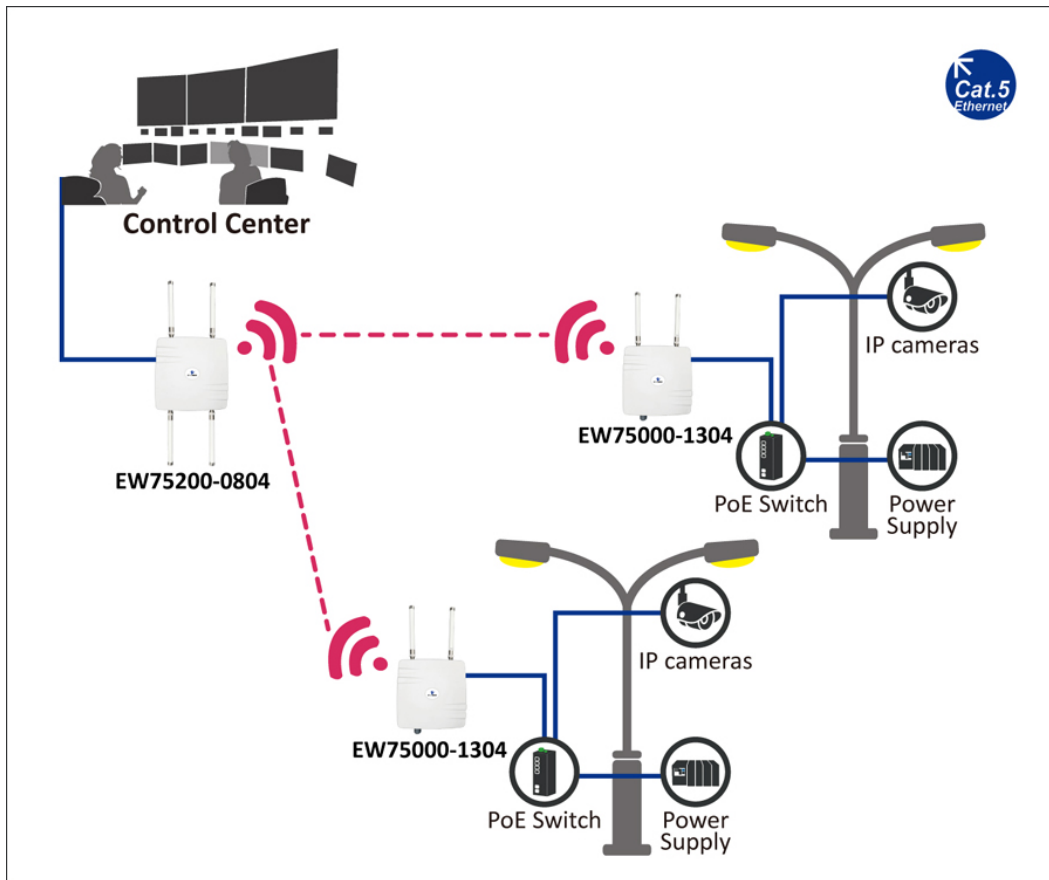 Cat.5
Ethernet
Control Center
IP cameras
EW75000-1304
EW75200-0804
PoE Switch
Power
Supply
IP cameras
EW75000-1304
PoE Switch
Power
Supply